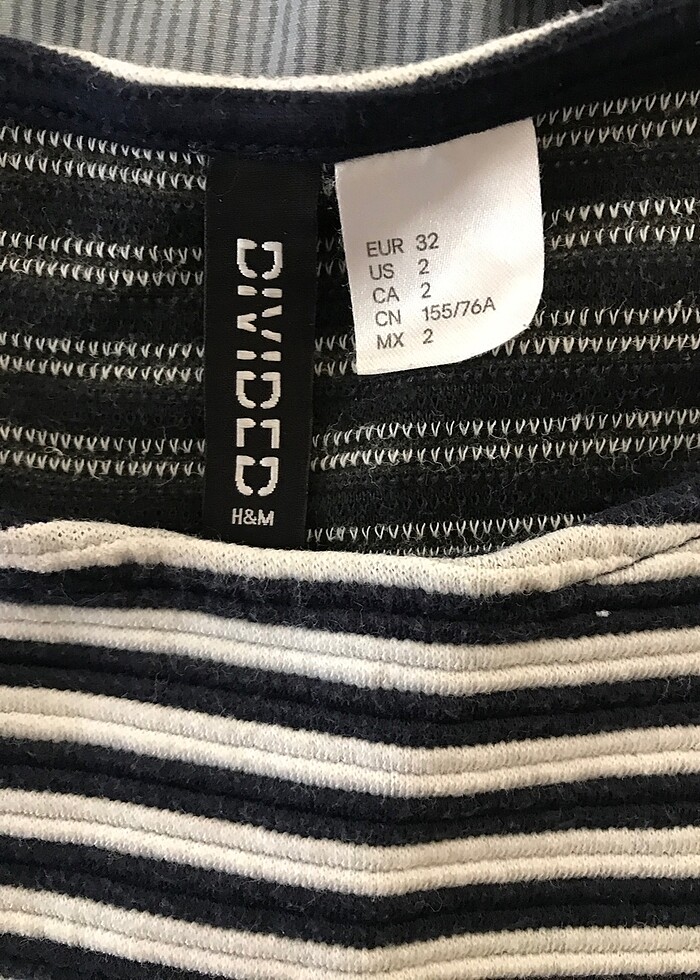 DIVIDED
H&M
EUR 32
US 2
CA 2
CN 155/76A
MX 2